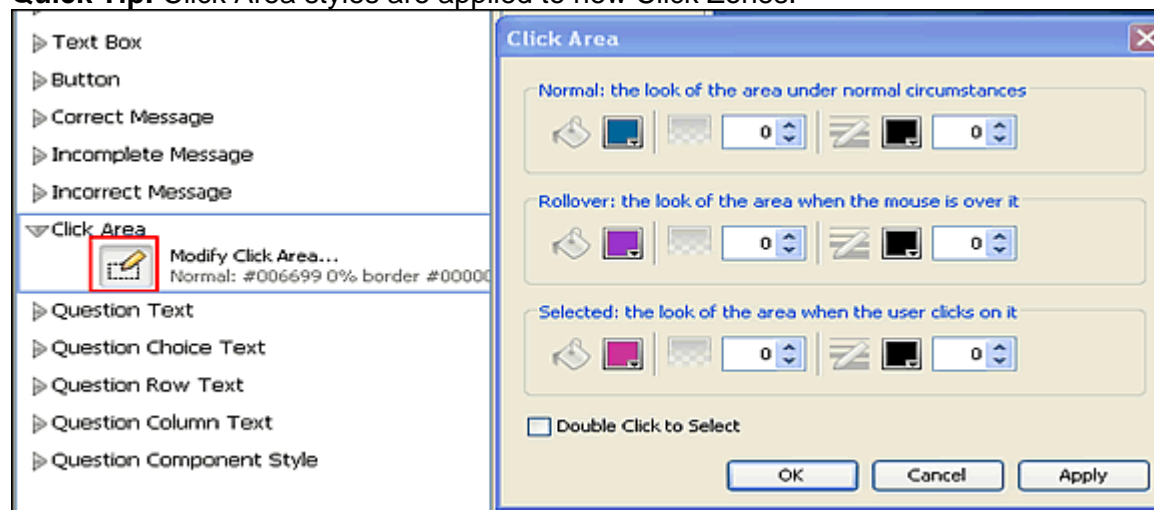 Quick Tip: Click Area styles are applied to new Click Zones.
Text Box
Button
Correct Message
Incomplete Message
Incorrect Message
Click Area
Modify Click Area...
Normal: #006699 0% border #00000
Question Text
Question Choice Text
Question Row Text
Question Column Text
Question Component Style
Click Area
Normal: the look of the area under normal circumstances
0 0
Rollover: the look of the area when the mouse is over it
0 0
Selected: the look of the area when the user clicks on it
0 0
Double Click to Select
OK Cancel Apply